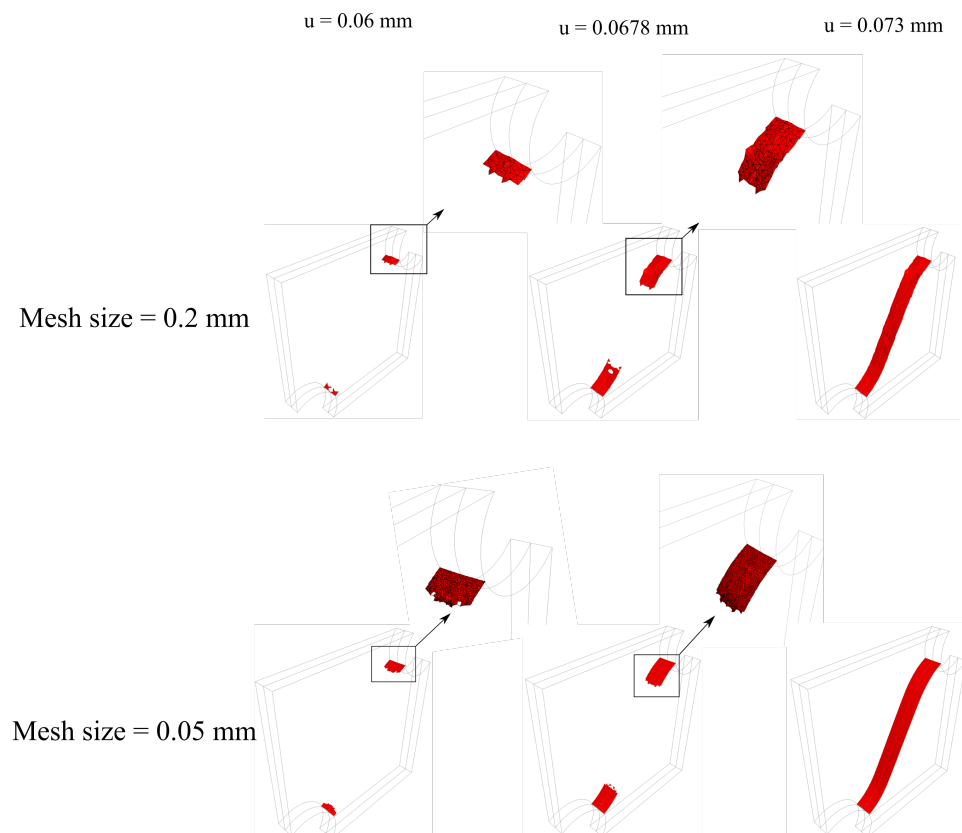 u = 0.06 mm
u = 0.0678 mm
u = 0.073 mm
Mesh size = 0.2 mm
Mesh size = 0.05 mm